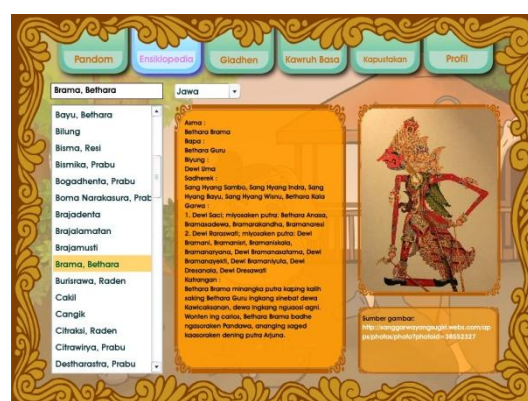 Pandom
Ensiklopedia
Gladhen
Kawruh Basa
Kapustakan
Profil
Brama, Bethara
Jawa
Bayu, Bethara
Bilung
Bisma, Resi
Bismika, Prabu
Bogadhenta, Prabu
Boma Narakasura, Prab
Brajadenta
Brajalamatan
Brajamusti
Brama, Bethara
Burisrawa, Raden
Cakil
Cangik
Citraksi, Raden
Citrawirya, Prabu
Destharastra, Prabu
Asma :
Bethara Brama
Bapa :
Bethara Guru
Biyung :
Dewi Uma
Sadherek :
Sang Hyang Sambo, Sang Hyang Indra, Sang
Hyang Bayu, Sang Hyang Wisnu, Bethara Kala
Garwa :
1. Dewi Saci; miyosaken putra: Bethara Anasa,
Bramasadewa, Bramarakandha, Bramanaresi
2. Dewi Raraswati; miyosaken putra: Dewi
Bramani, Bramanisri, Bramaniskala,
Bramanaryana, Dewi Bramanasatama, Dewi
Bramanayekti, Dewi Bramaniyuta, Dewi
Dresanala, Dewi Dresawati
Katrangan :
Bethara Brama minangka putra kaping kalih
saking Bethara Guru ingkang sinebat dewa
Kawicaksanan, dewa ingkang nguaosi agni.
Wonten ing carios, Bethara Brama badhe
ngasoraken Pandawa, ananging saged
kaasoraken dening putra Arjuna.
Sumber gambar:
http://sanggarwayangsugiri.webs.com/ap
ps/photos/photo?photoid=38552327